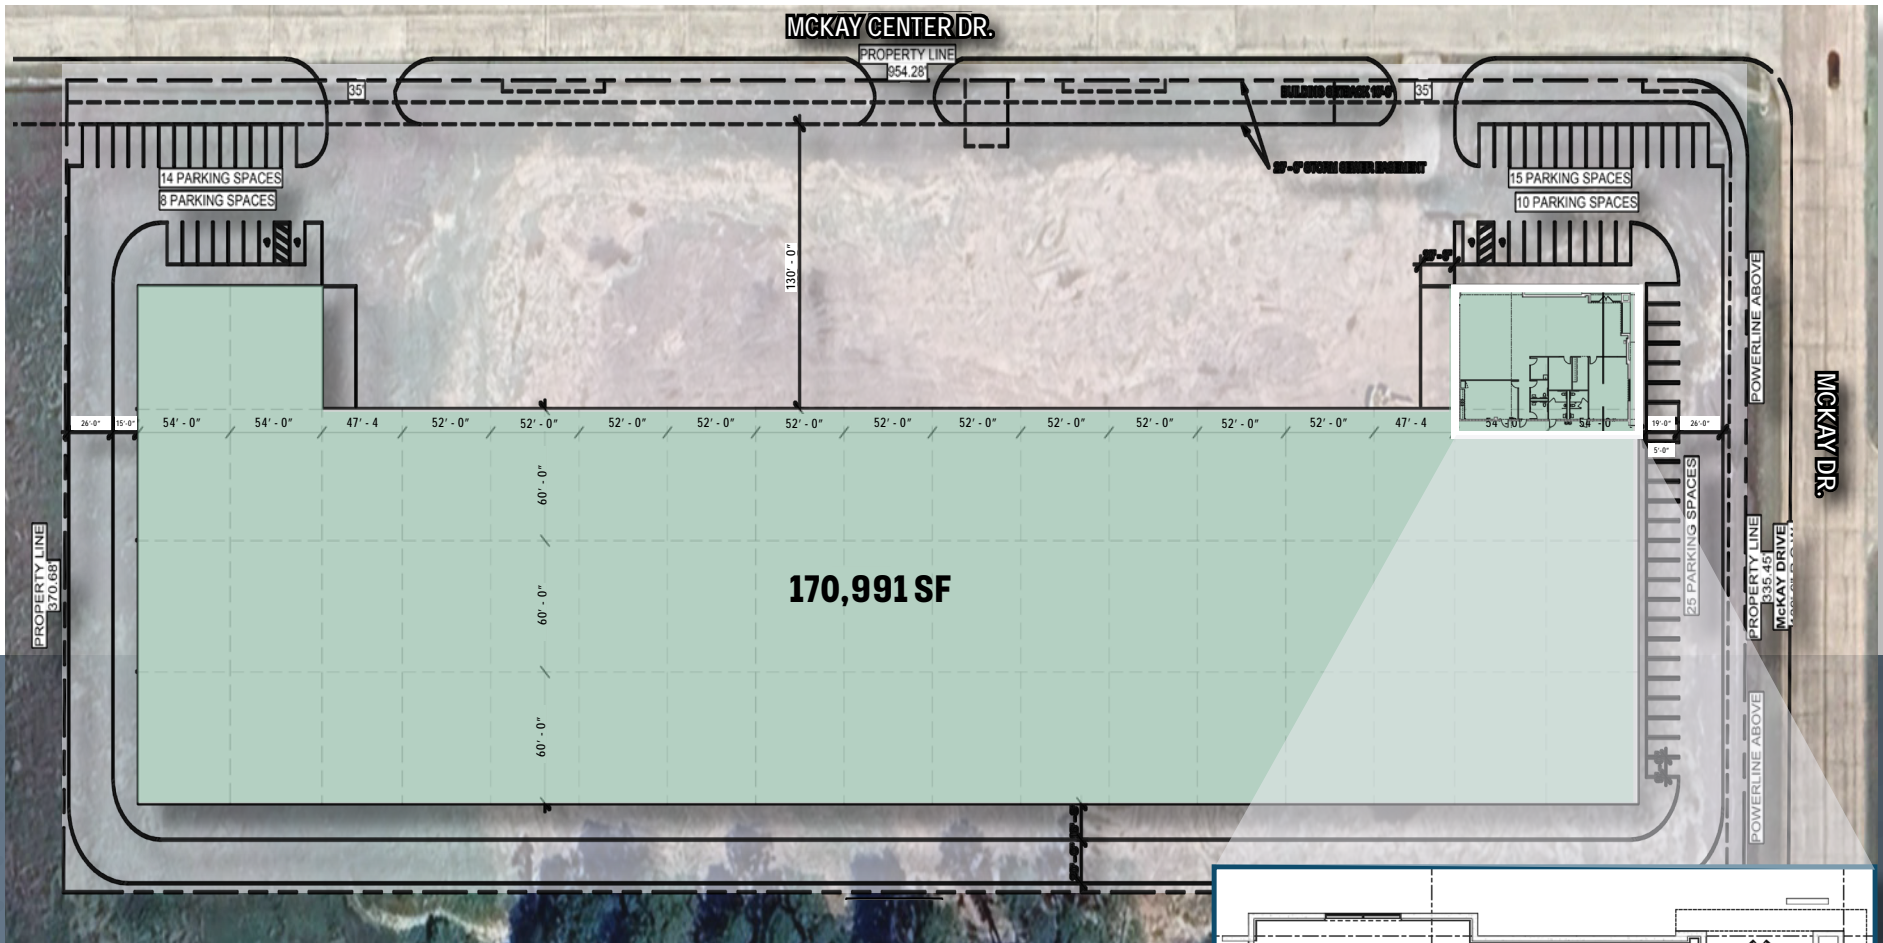 MCKAY CENTER DR.
PROPERTY LINE
954.28'
35'
35'
14 PARKING SPACES
8 PARKING SPACES
15 PARKING SPACES
10 PARKING SPACES
130' - 0"
POWERLINE ABOVE
MCKAY DR.
26'-0"
15'-0"
54' - 0"
54' - 0"
47' - 4
52' - 0"
52' - 0"
52' - 0"
52' - 0"
52' - 0"
52' - 0"
52' - 0"
52' - 0"
52' - 0"
52' - 0"
52' - 0"
47' - 4
54' - 0"
54' - 0"
19'-0"
26'-0"
5'-0"
60' - 0"
60' - 0"
60' - 0"
170,991 SF
25 PARKING SPACES
PROPERTY LINE
370.68'
PROPERTY LINE
335.45'
McKAY DRIVE
POWERLINE ABOVE